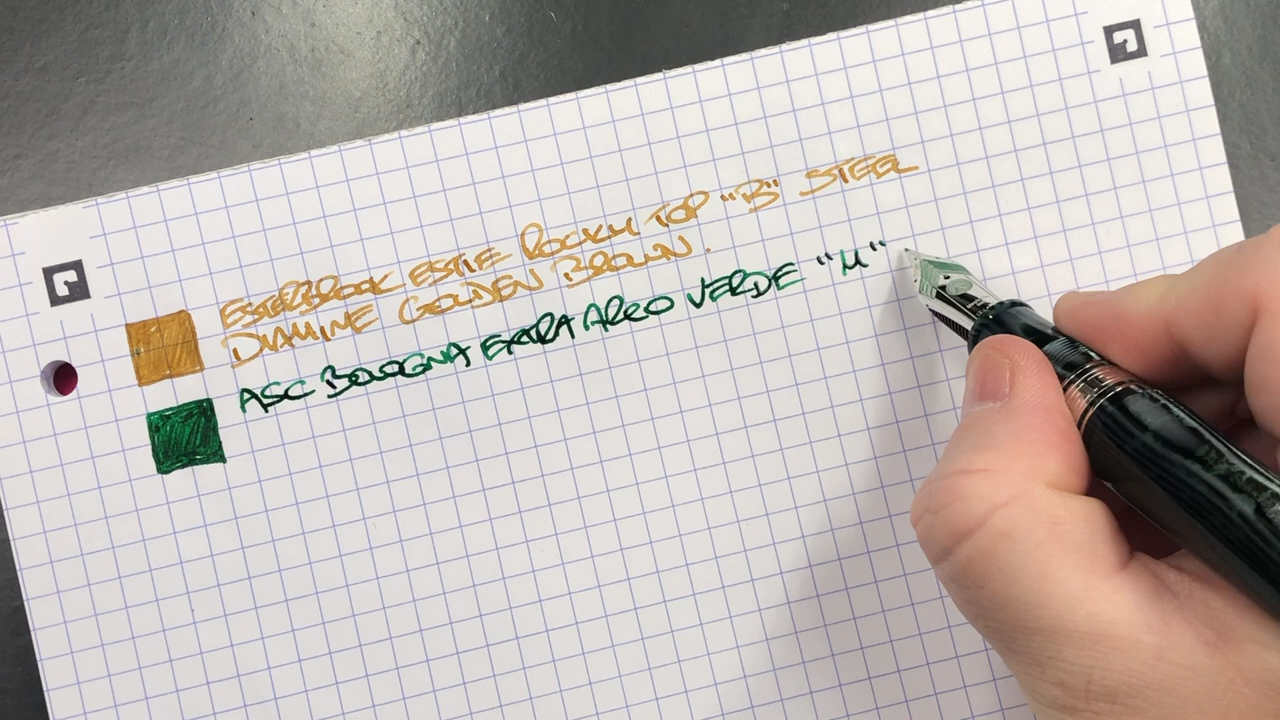 ESTERBROOK ESTIE ROCKY TOP "B" STEEL
DIAMINE GOLDEN BROWN.
ASC BOLOGNA EXTRA ARCO VERDE "M"